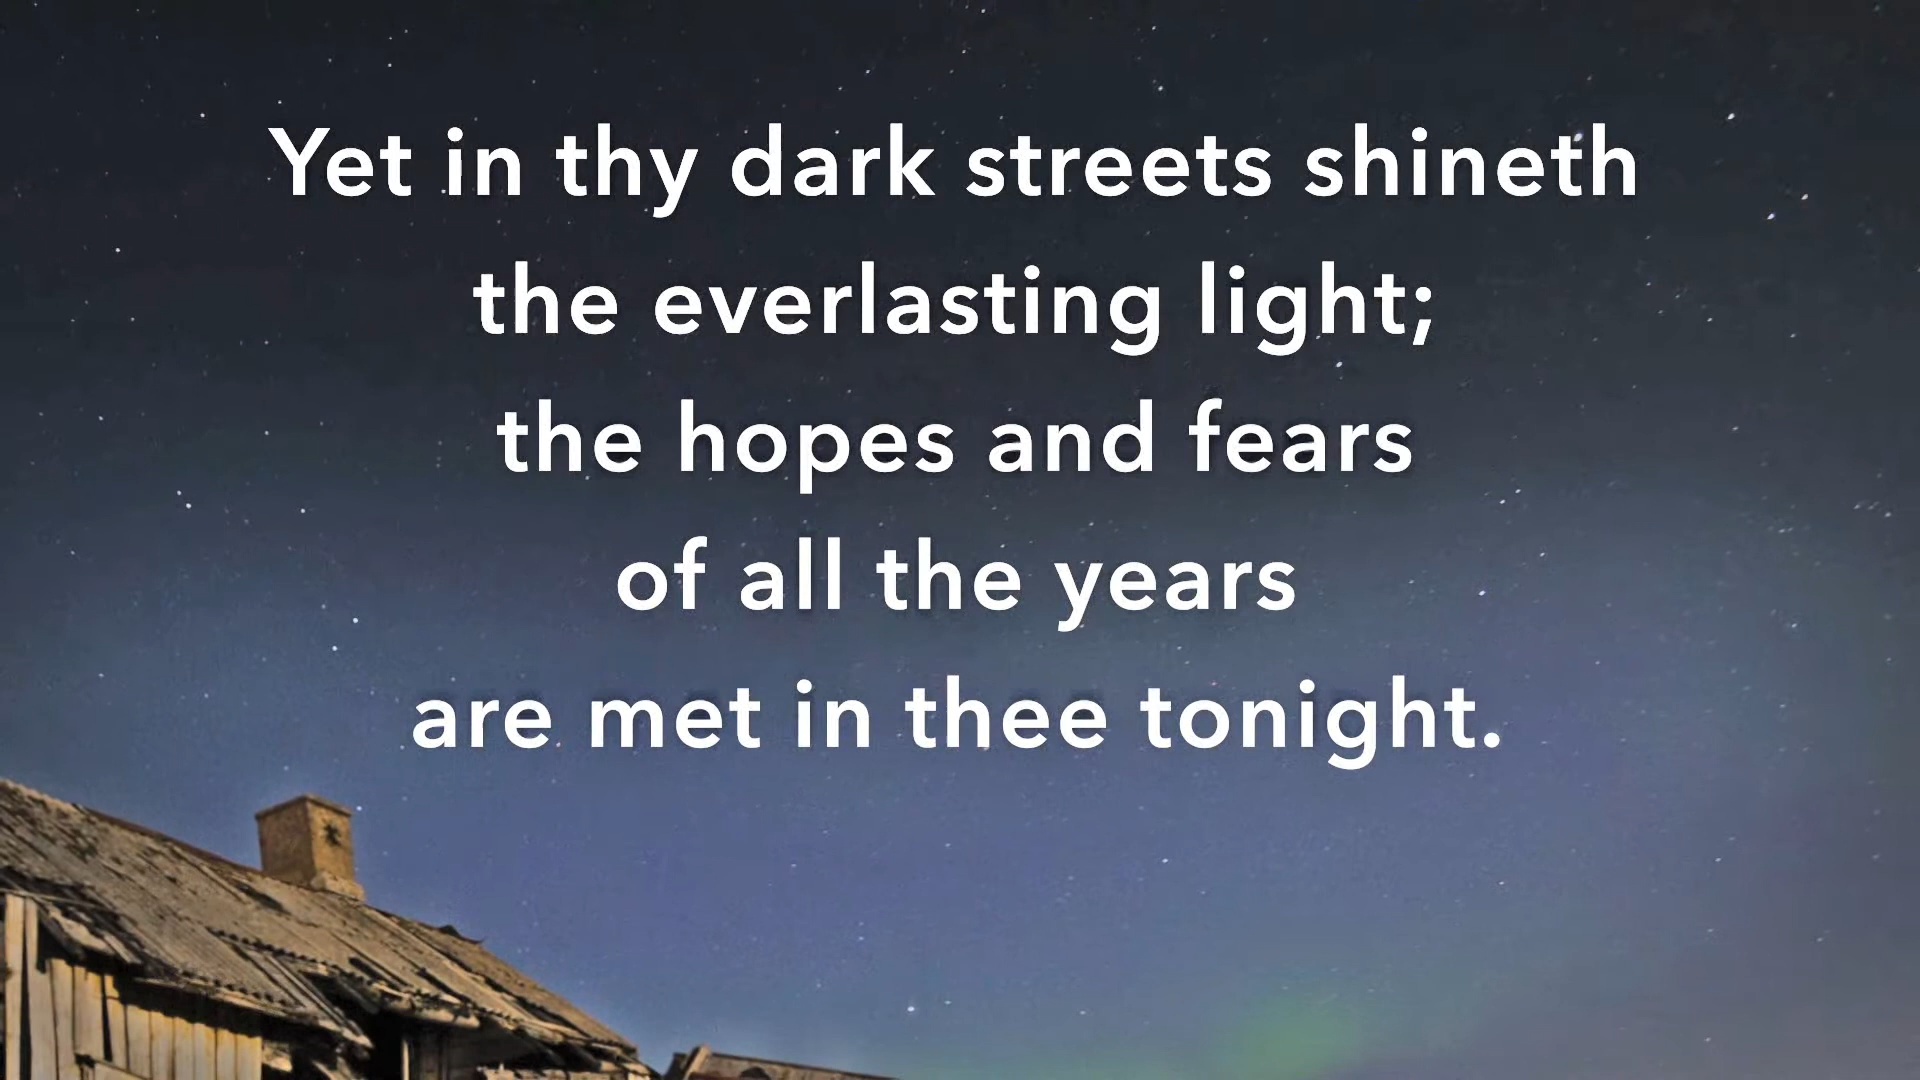 Yet in thy dark streets shineth
the everlasting light;
the hopes and fears
of all the years
are met in thee tonight.